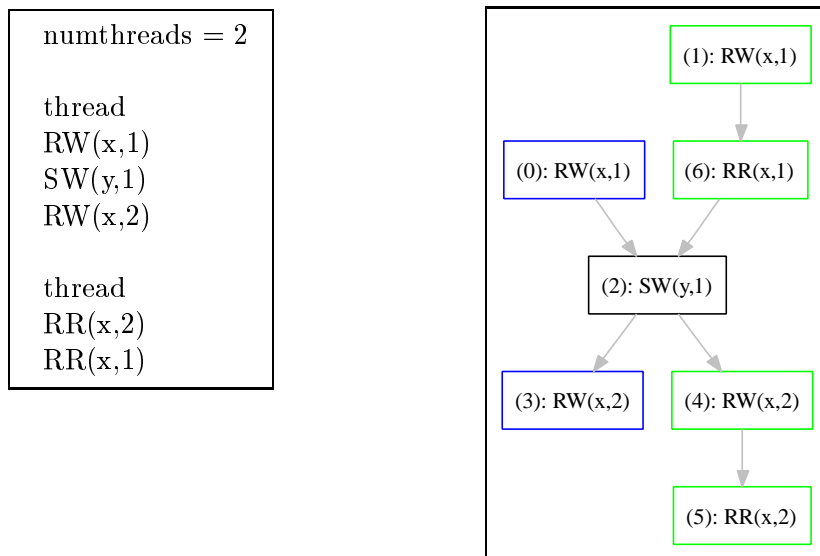 numthreads = 2
thread
RW(x,1)
SW(y,1)
RW(x,2)
thread
RR(x,2)
RR(x,1)
(1): RW(x,1)
(0): RW(x,1)
(6): RR(x,1)
(2): SW(y,1)
(3): RW(x,2)
(4): RW(x,2)
(5): RR(x,2)